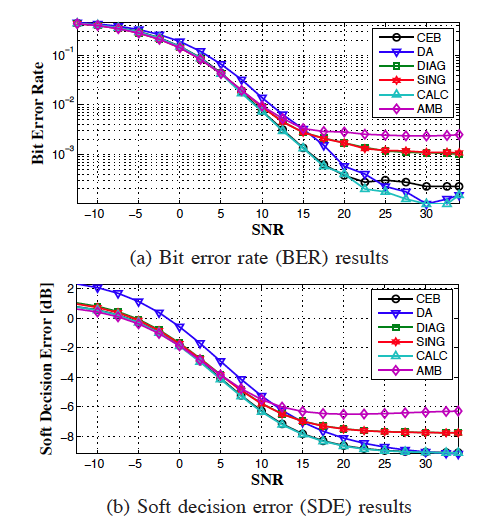 10⁻¹
10⁻²
10⁻³
Bit Error Rate
CEB
DA
DIAG
SING
CALC
AMB
−10 −5 0 5 10 15 20 25 30
SNR
(a) Bit error rate (BER) results
2
0
−2
−4
−6
−8
Soft Decision Error [dB]
CEB
DA
DIAG
SING
CALC
AMB
−10 −5 0 5 10 15 20 25 30
SNR
(b) Soft decision error (SDE) results